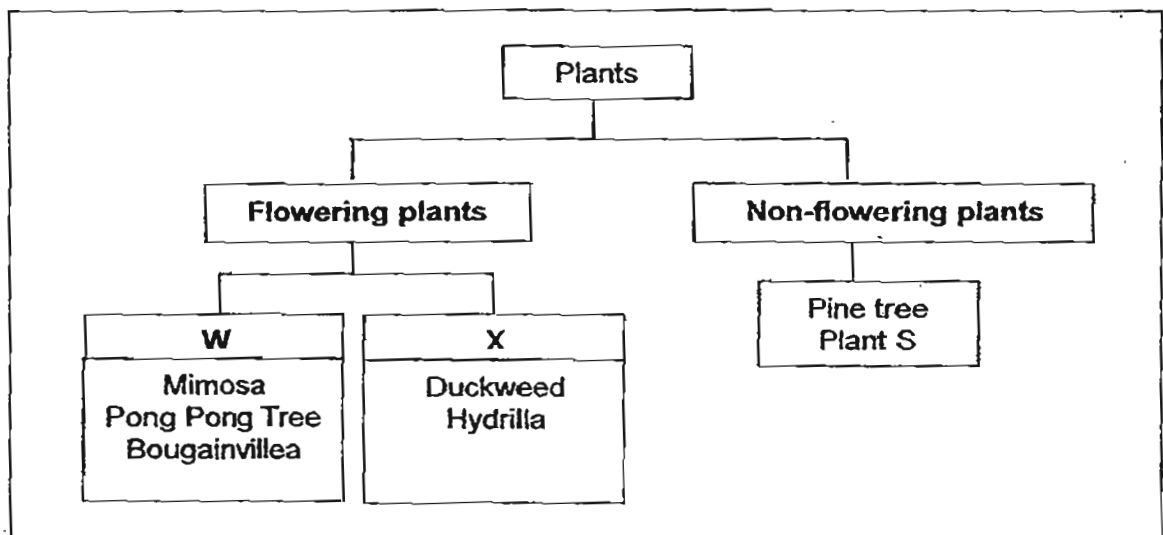 Plants
Flowering plants
Non-flowering plants
W
Mimosa
Pong Pong Tree
Bougainvillea
X
Duckweed
Hydrilla
Pine tree
Plant S